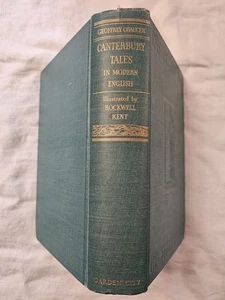 GEOFFREY CHAUCER
CANTERBURY
TALES
IN MODERN
ENGLISH
Illustrated by
ROCKWELL
KENT
GARDEN CITY